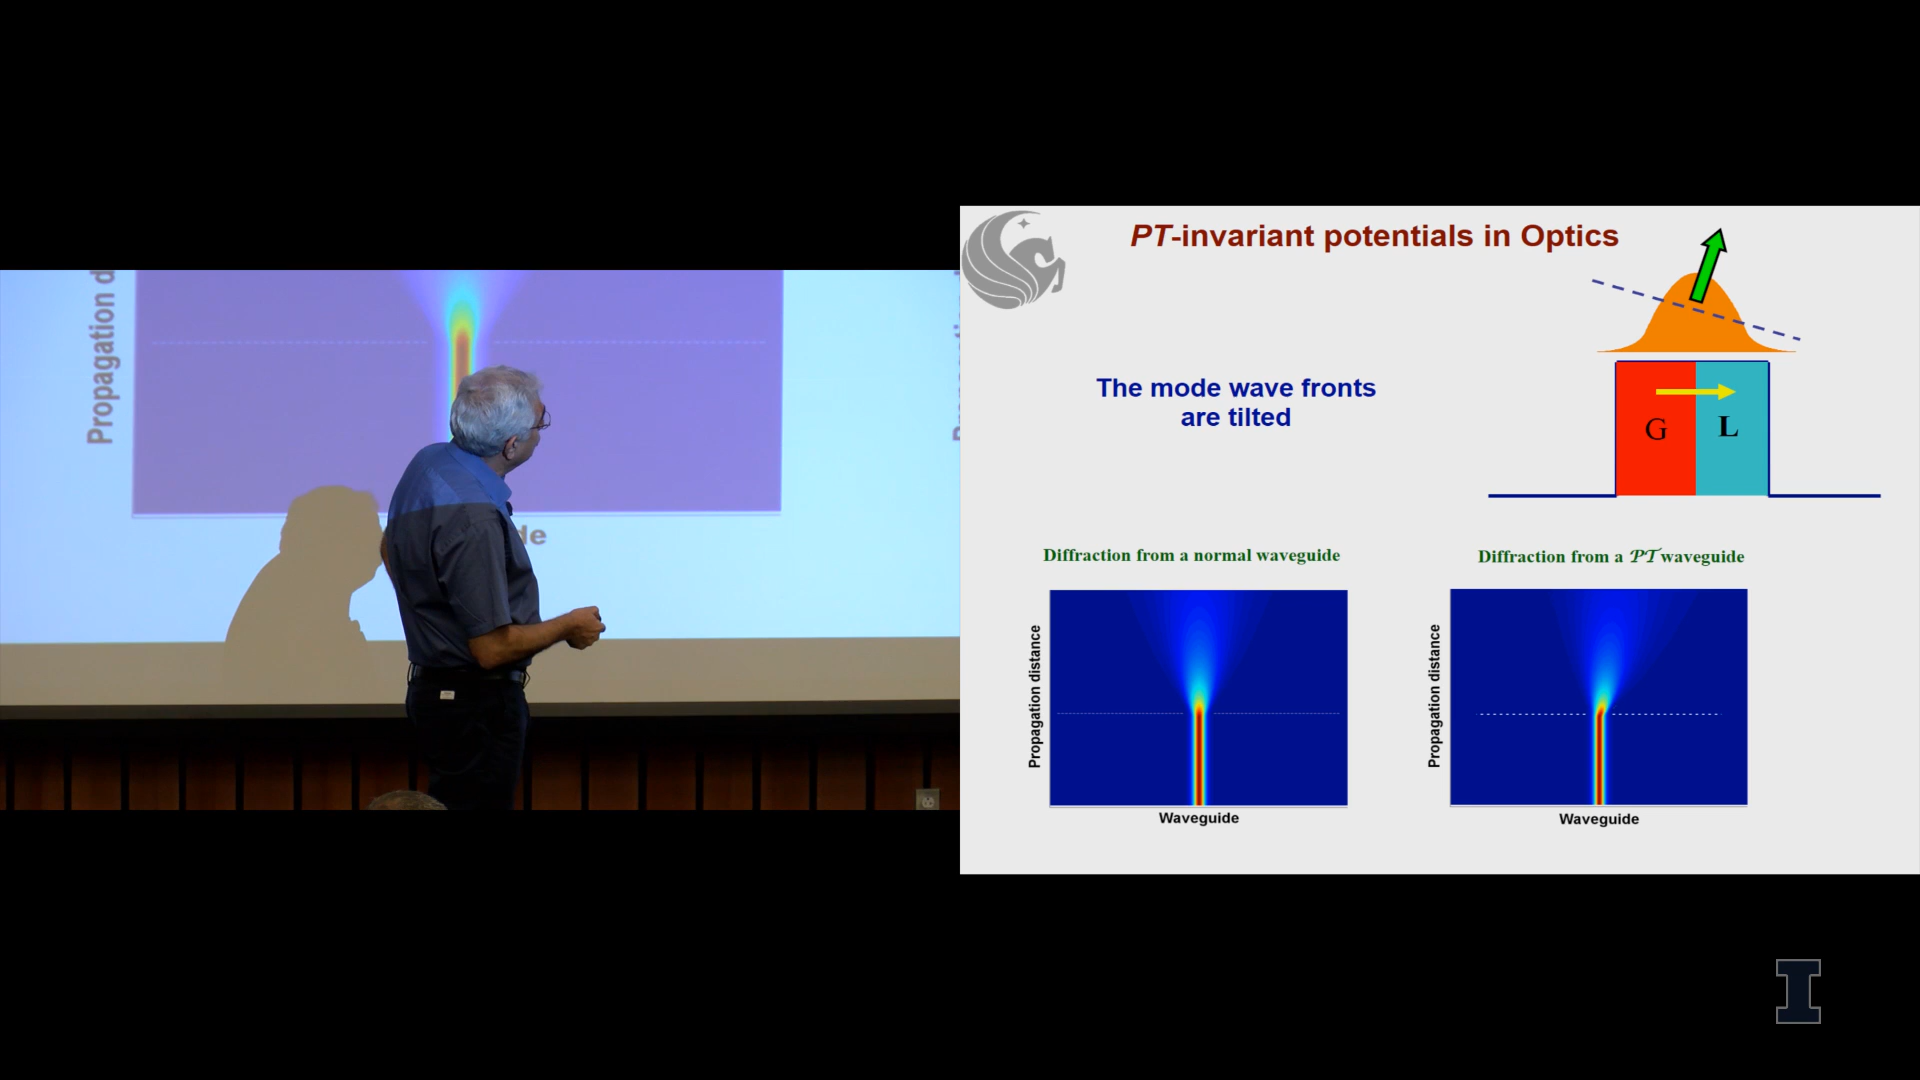 Propagation d
de
PT-invariant potentials in Optics
The mode wave fronts
are tilted
G
L
Diffraction from a normal waveguide
Diffraction from a PT waveguide
Propagation distance
Waveguide
Propagation distance
Waveguide
I